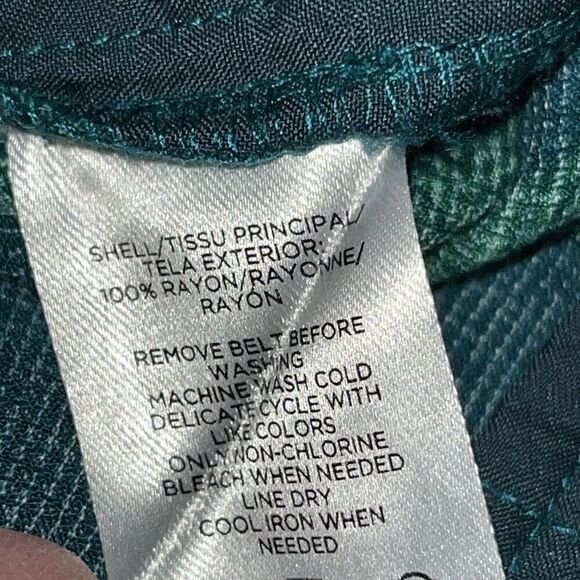 SHELL/TISSU PRINCIPAL/
TELA EXTERIOR:
100% RAYON/RAYONNE/
RAYON
REMOVE BELT BEFORE
WASHING
MACHINE WASH COLD
DELICATE CYCLE WITH
LIKE COLORS
ONLY NON-CHLORINE
BLEACH WHEN NEEDED
LINE DRY
COOL IRON WHEN
NEEDED